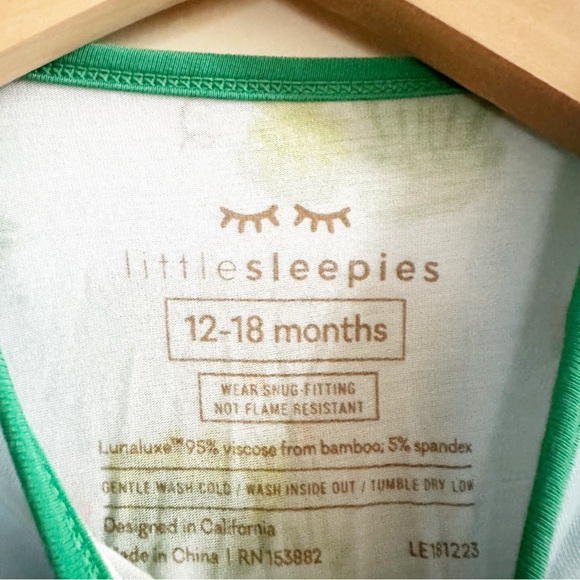 littlesleepies
12-18 months
WEAR SNUG-FITTING
NOT FLAME RESISTANT
Lunaluxe™ 95% viscose from bamboo; 5% spandex
GENTLE WASH COLD / WASH INSIDE OUT / TUMBLE DRY LOW
Designed in California
Made in China | RN 153882 LE181223